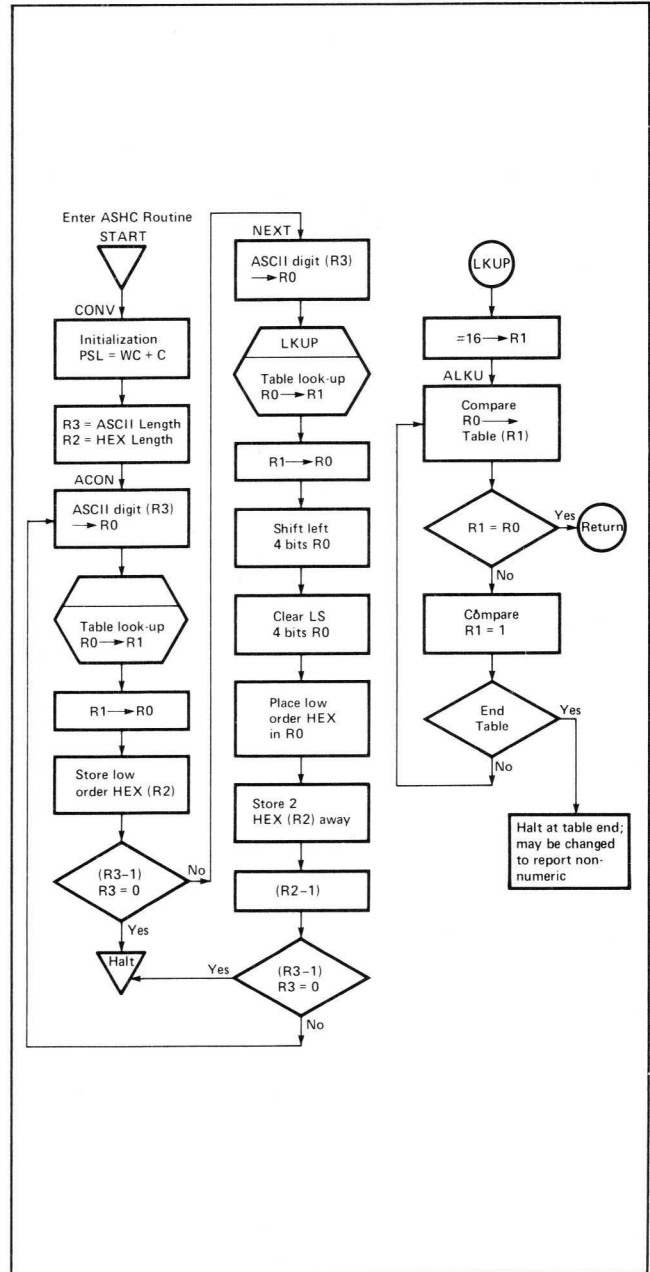 Enter ASHC Routine
START
CONV
Initialization
PSL = WC + C
R3 = ASCII Length
R2 = HEX Length
ACON
ASCII digit (R3)
→ R0
Table look-up
R0 → R1
R1 → R0
Store low
order HEX (R2)
(R3-1)
R3 = 0
No
Yes
Halt
NEXT
ASCII digit (R3)
→ R0
LKUP
Table look-up
R0 → R1
R1 → R0
Shift left
4 bits R0
Clear LS
4 bits R0
Place low
order HEX
in R0
Store 2
HEX (R2) away
(R2-1)
(R3-1)
R3 = 0
Yes
No
LKUP
=16 → R1
ALKU
Compare
R0 →
Table (R1)
R1 = R0
Yes
Return
No
Compare
R1 = 1
End
Table
Yes
No
Halt at table end;
may be changed
to report non-
numeric